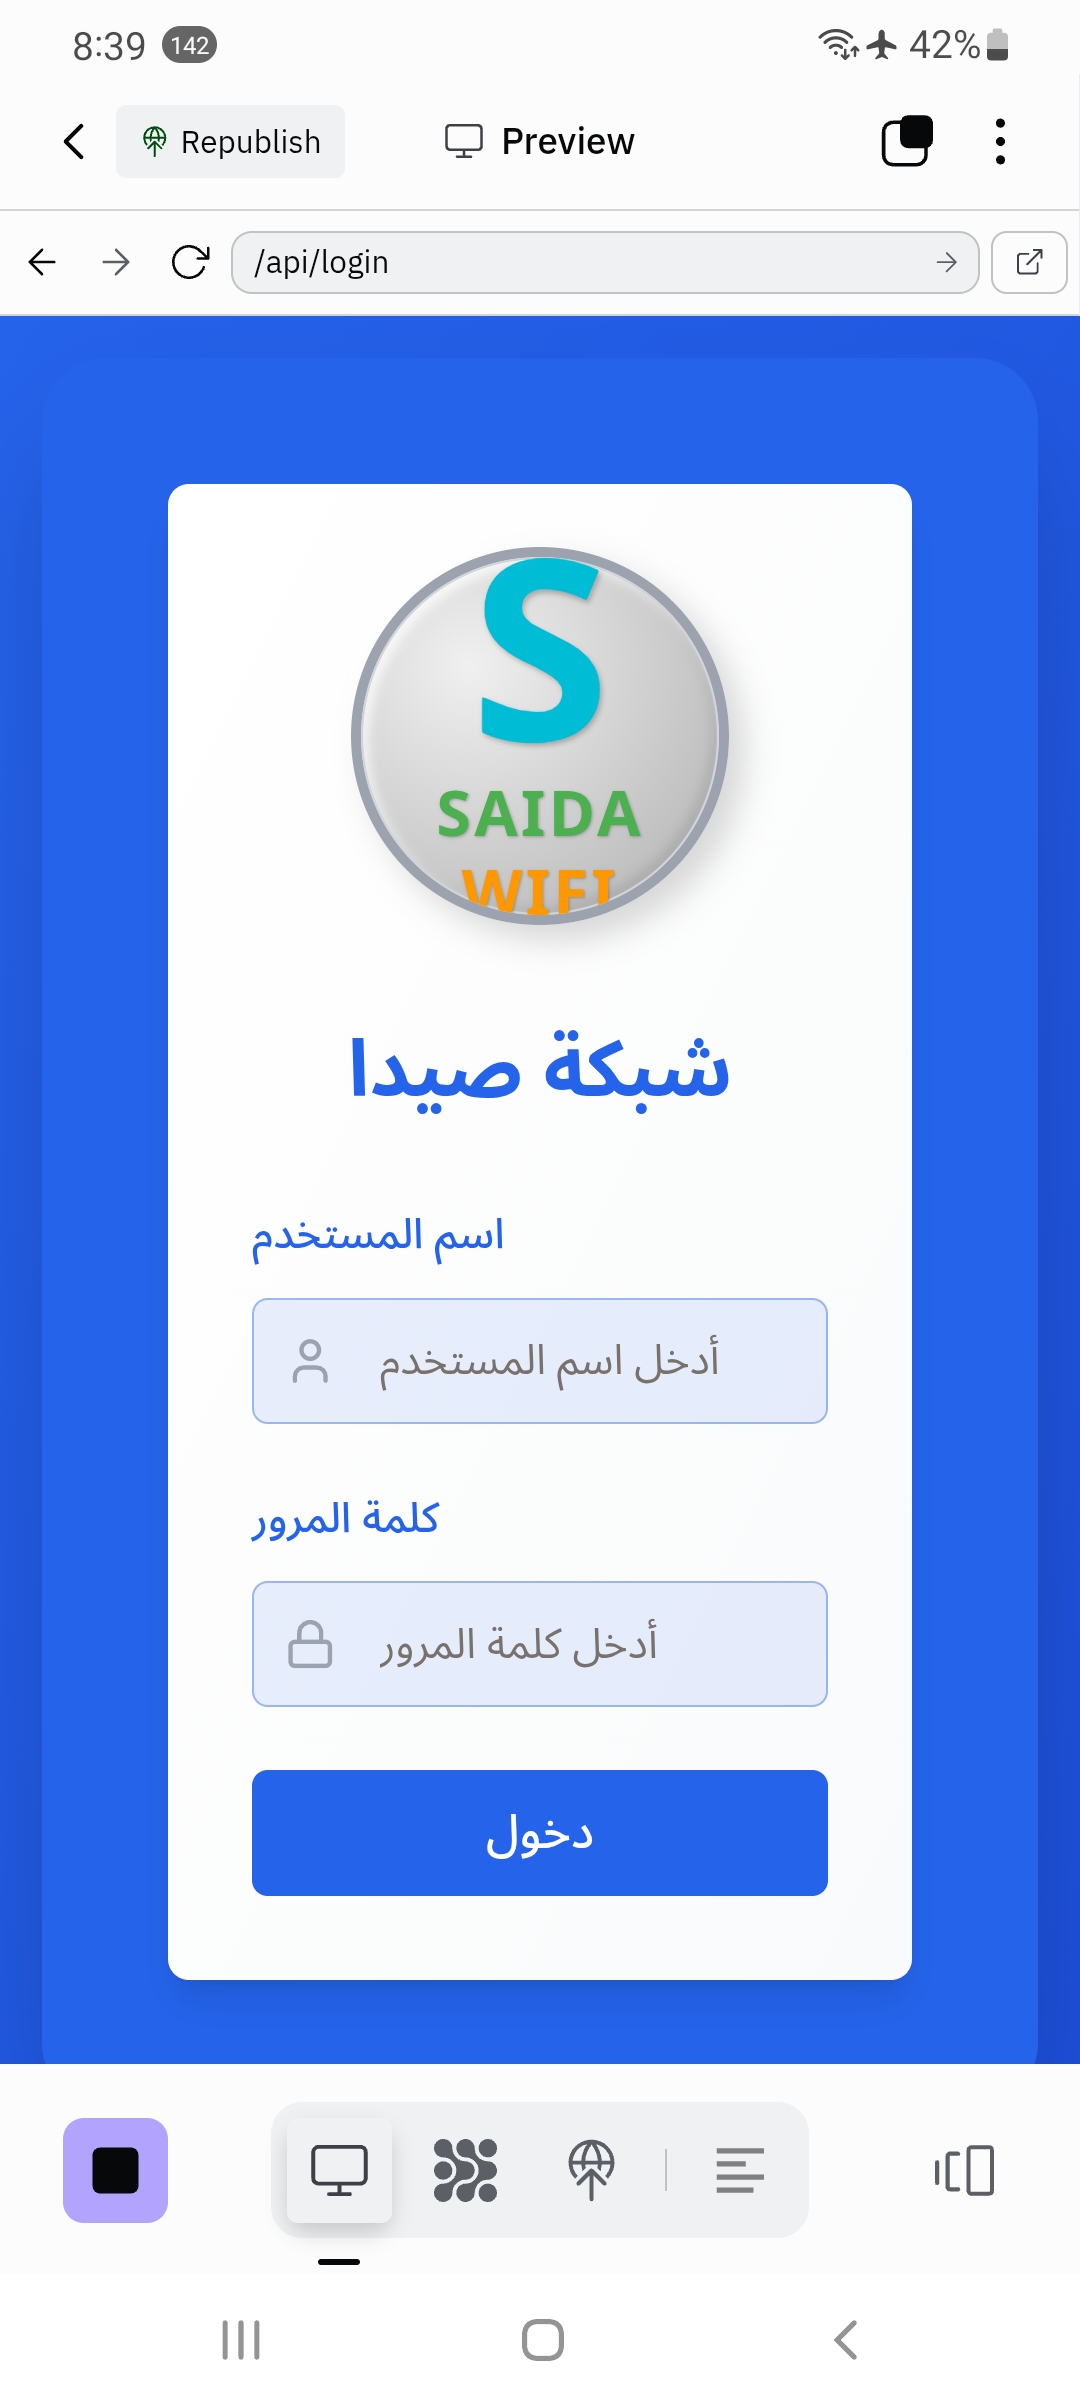 8:39 142 42%
Republish Preview
/api/login
S
SAIDA
WIFI
شبكة صيدا
اسم المستخدم
أدخل اسم المستخدم
كلمة المرور
أدخل كلمة المرور
دخول